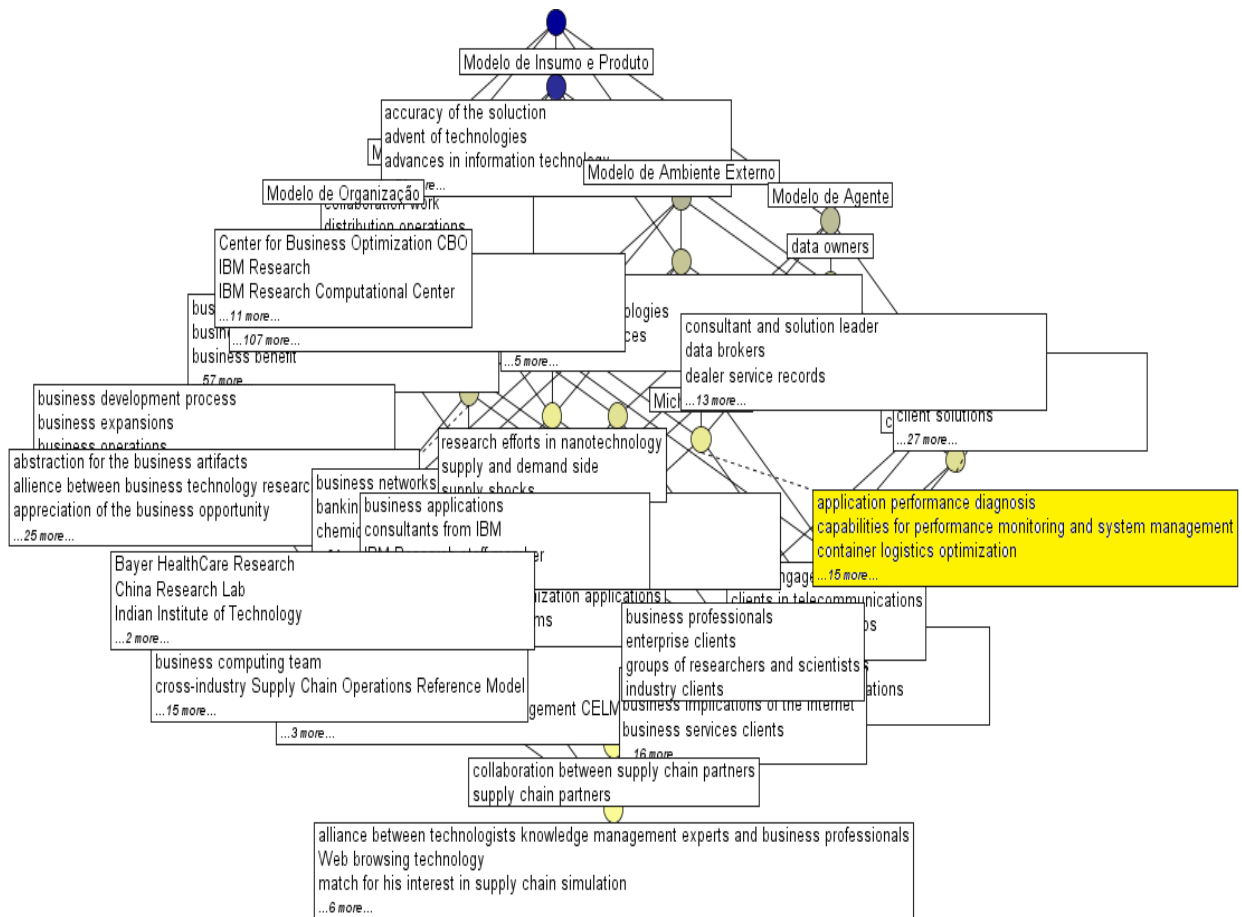 Modelo de Insumo e Produto
accuracy of the soluction
advent of technologies
advances in information technology
Modelo de Ambiente Externo
Modelo de Agente
Modelo de Organização
collaboration work
distribution operations
data owners
Center for Business Optimization CBO
IBM Research
IBM Research Computational Center
...11 more...
...107 more...
business benefit
57 more
...5 more...
consultant and solution leader
data brokers
dealer service records
...13 more...
client solutions
...27 more...
business development process
business expansions
business operations
abstraction for the business artifacts
alliance between business technology researc
appreciation of the business opportunity
...25 more...
research efforts in nanotechnology
supply and demand side
supply shocks
business networks
business applications
consultants from IBM
application performance diagnosis
capabilities for performance monitoring and system management
container logistics optimization
...15 more...
Bayer HealthCare Research
China Research Lab
Indian Institute of Technology
...2 more...
clients in telecommunications
business professionals
enterprise clients
groups of researchers and scientists
industry clients
business computing team
cross-industry Supply Chain Operations Reference Model
...15 more...
gement CELM
...3 more...
business implications of the internet
business services clients
16 more
collaboration between supply chain partners
supply chain partners
alliance between technologists knowledge management experts and business professionals
Web browsing technology
match for his interest in supply chain simulation
...6 more...